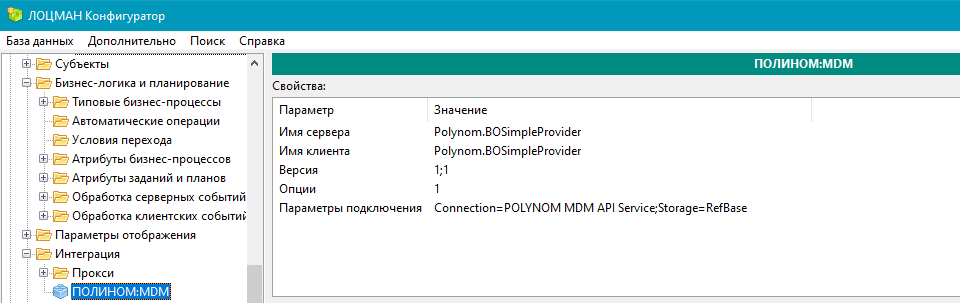 ЛОЦМАН Конфигуратор
База данных Дополнительно Поиск Справка
Субъекты
Бизнес-логика и планирование
Типовые бизнес-процессы
Автоматические операции
Условия перехода
Атрибуты бизнес-процессов
Атрибуты заданий и планов
Обработка серверных событий
Обработка клиентских событий
Параметры отображения
Интеграция
Прокси
ПОЛИНОМ:MDM
ПОЛИНОМ:MDM
Свойства:
Параметр Значение
Имя сервера Polynom.BOSimpleProvider
Имя клиента Polynom.BOSimpleProvider
Версия 1;1
Опции 1
Параметры подключения Connection=POLYNOM MDM API Service;Storage=RefBase